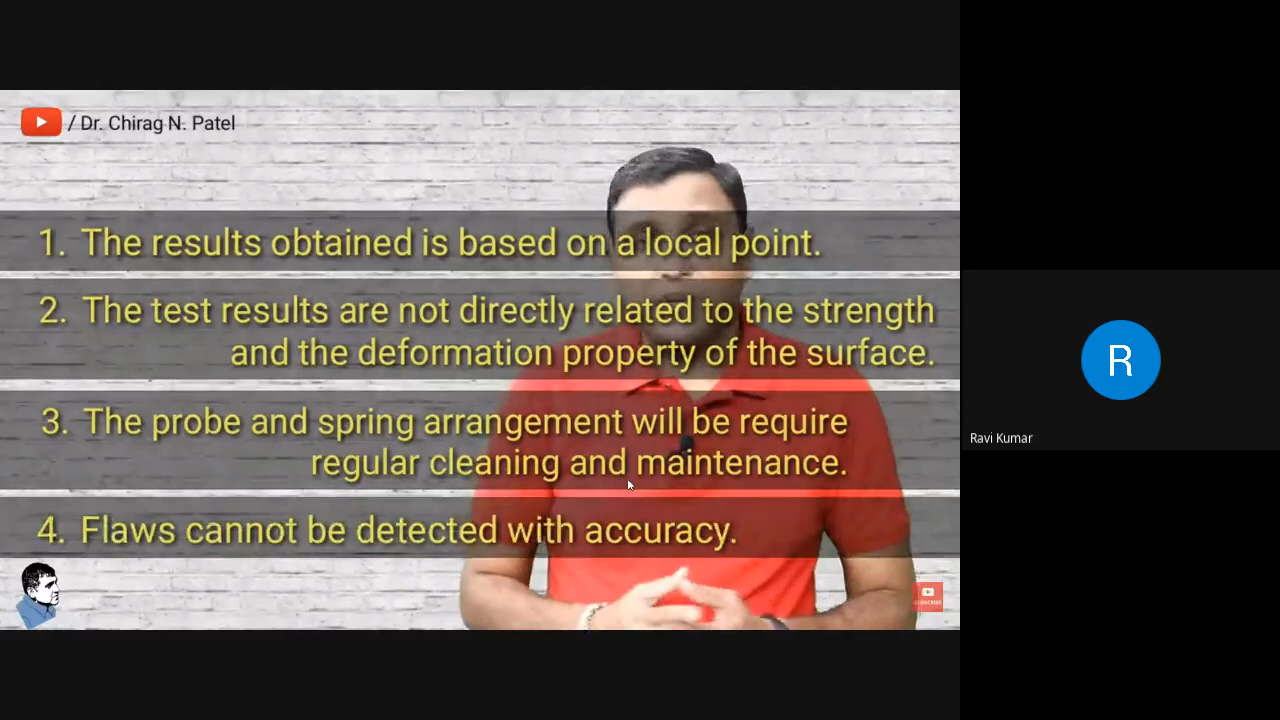 / Dr. Chirag N. Patel
1. The results obtained is based on a local point.
2. The test results are not directly related to the strength
and the deformation property of the surface.
3. The probe and spring arrangement will be require
regular cleaning and maintenance.
4. Flaws cannot be detected with accuracy.
SUBSCRIBE
R
Ravi Kumar